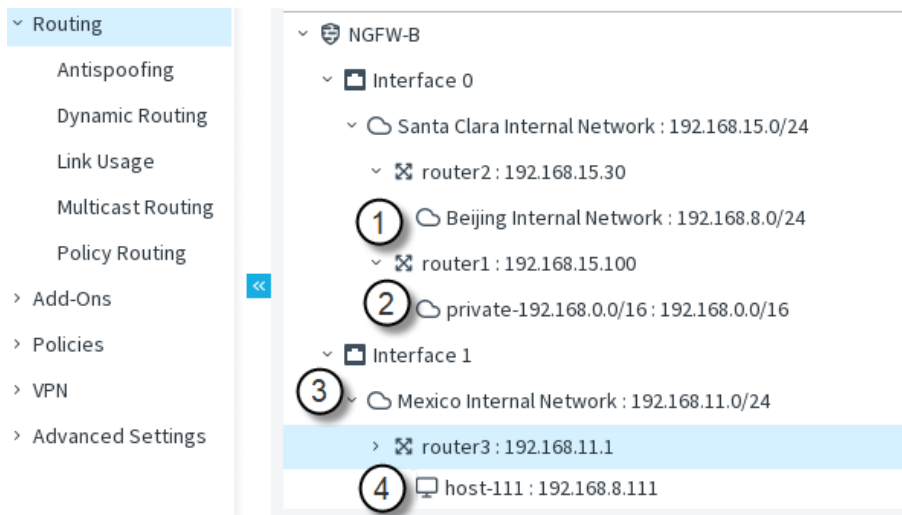 Routing
Antispoofing
Dynamic Routing
Link Usage
Multicast Routing
Policy Routing
Add-Ons
Policies
VPN
Advanced Settings
NGFW-B
Interface 0
Santa Clara Internal Network : 192.168.15.0/24
router2 : 192.168.15.30
1 Beijing Internal Network : 192.168.8.0/24
router1 : 192.168.15.100
2 private-192.168.0.0/16 : 192.168.0.0/16
Interface 1
3 Mexico Internal Network : 192.168.11.0/24
router3 : 192.168.11.1
4 host-111 : 192.168.8.111